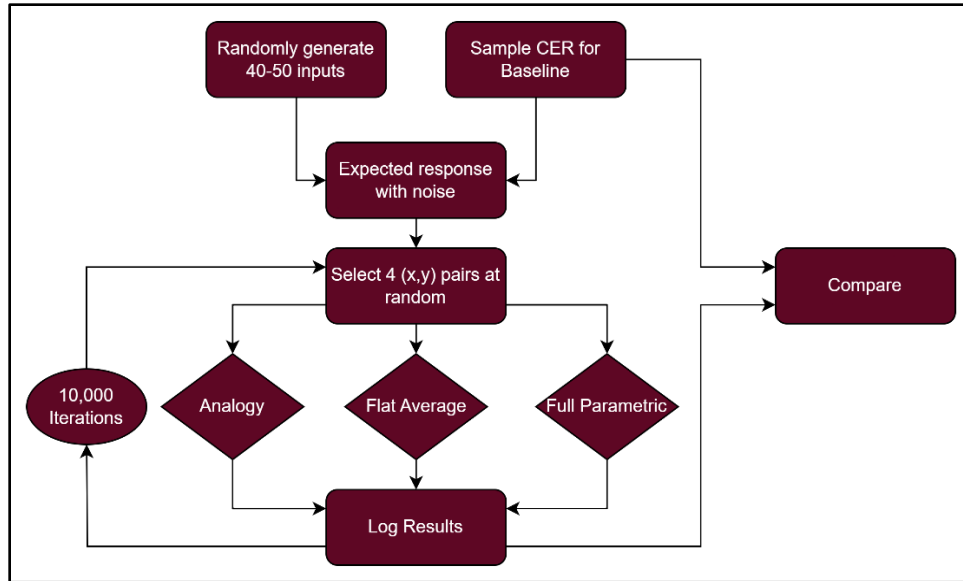 Randomly generate
40-50 inputs
Sample CER for
Baseline
Expected response
with noise
Select 4 (x,y) pairs at
random
Compare
10,000
Iterations
Analogy
Flat Average
Full Parametric
Log Results